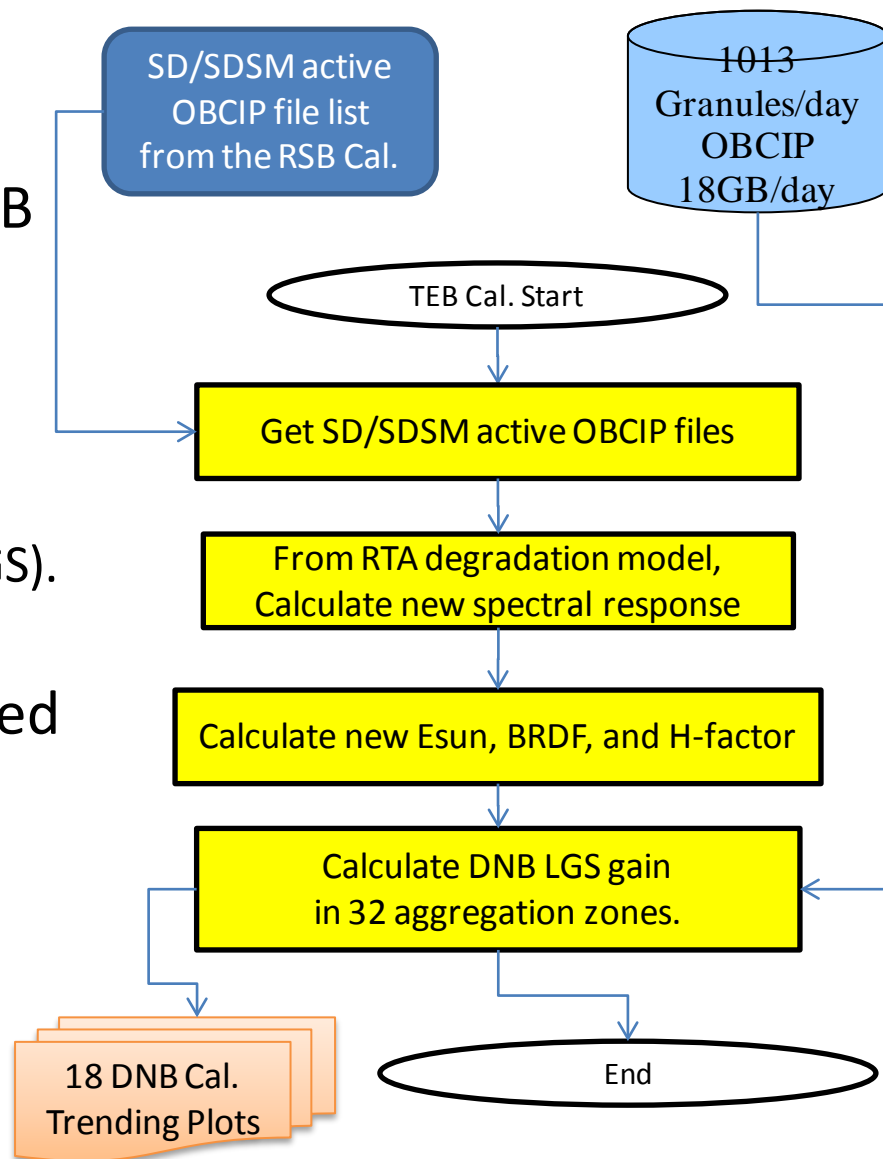 SD/SDSM active
OBCIP file list
from the RSB Cal.
1013
Granules/day
OBCIP
18GB/day
B
TEB Cal. Start
Get SD/SDSM active OBCIP files
S).
From RTA degradation model,
Calculate new spectral response
ed
Calculate new Esun, BRDF, and H-factor
Calculate DNB LGS gain
in 32 aggregation zones.
18 DNB Cal.
Trending Plots
End